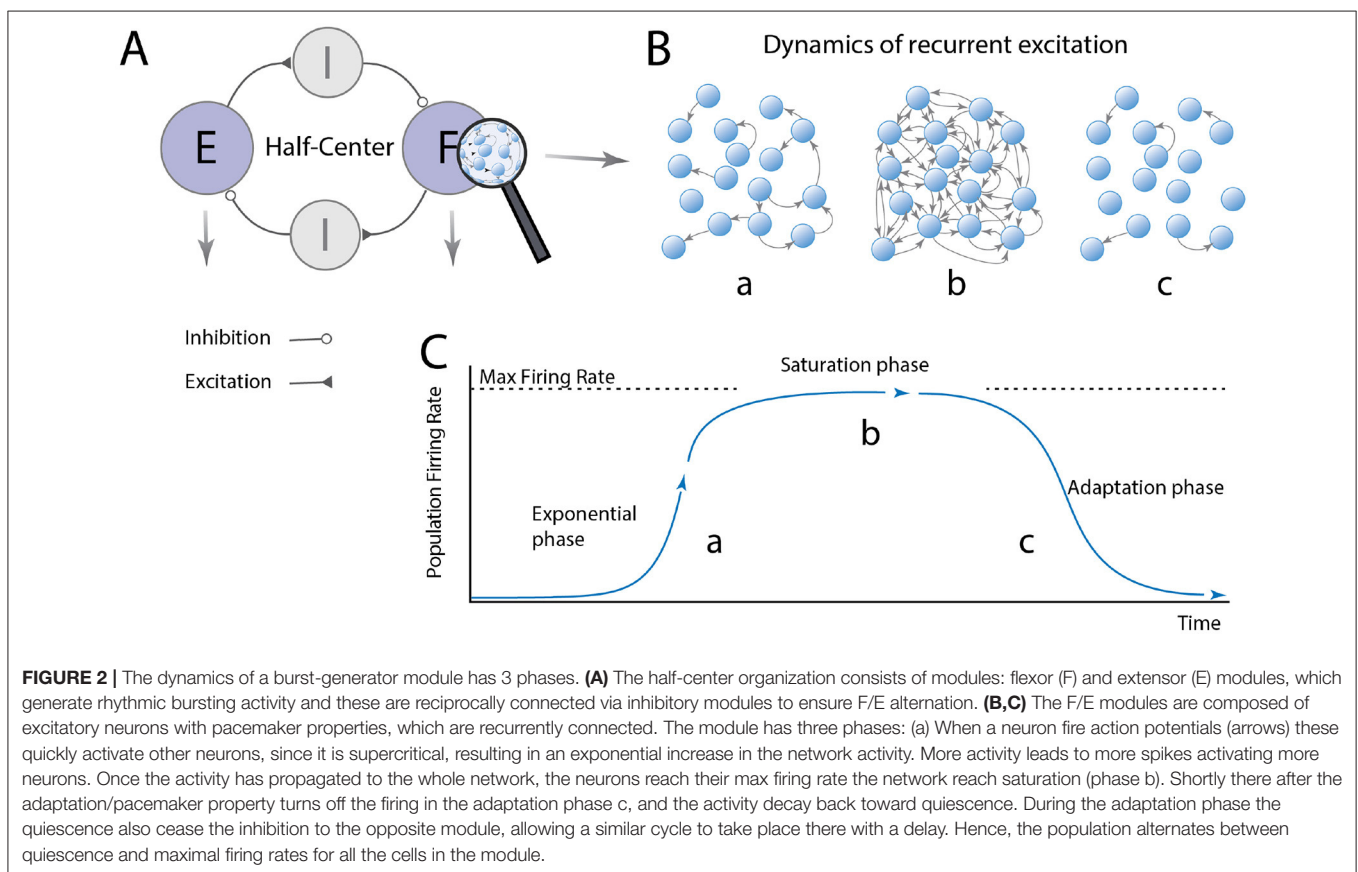 A
I
E
Half-Center
F
I
Inhibition
Excitation
B
Dynamics of recurrent excitation
a
b
c
C
Max Firing Rate
Saturation phase
Population Firring Rate
b
Adaptation phase
Exponential
phase
a
c
Time
FIGURE 2 | The dynamics of a burst-generator module has 3 phases. (A) The half-center organization consists of modules: flexor (F) and extensor (E) modules, which
generate rhythmic bursting activity and these are reciprocally connected via inhibitory modules to ensure F/E alternation. (B,C) The F/E modules are composed of
excitatory neurons with pacemaker properties, which are recurrently connected. The module has three phases: (a) When a neuron fire action potentials (arrows) these
quickly activate other neurons, since it is supercritical, resulting in an exponential increase in the network activity. More activity leads to more spikes activating more
neurons. Once the activity has propagated to the whole network, the neurons reach their max firing rate the network reach saturation (phase b). Shortly there after the
adaptation/pacemaker property turns off the firing in the adaptation phase c, and the activity decay back toward quiescence. During the adaptation phase the
quiescence also cease the inhibition to the opposite module, allowing a similar cycle to take place there with a delay. Hence, the population alternates between
quiescence and maximal firing rates for all the cells in the module.